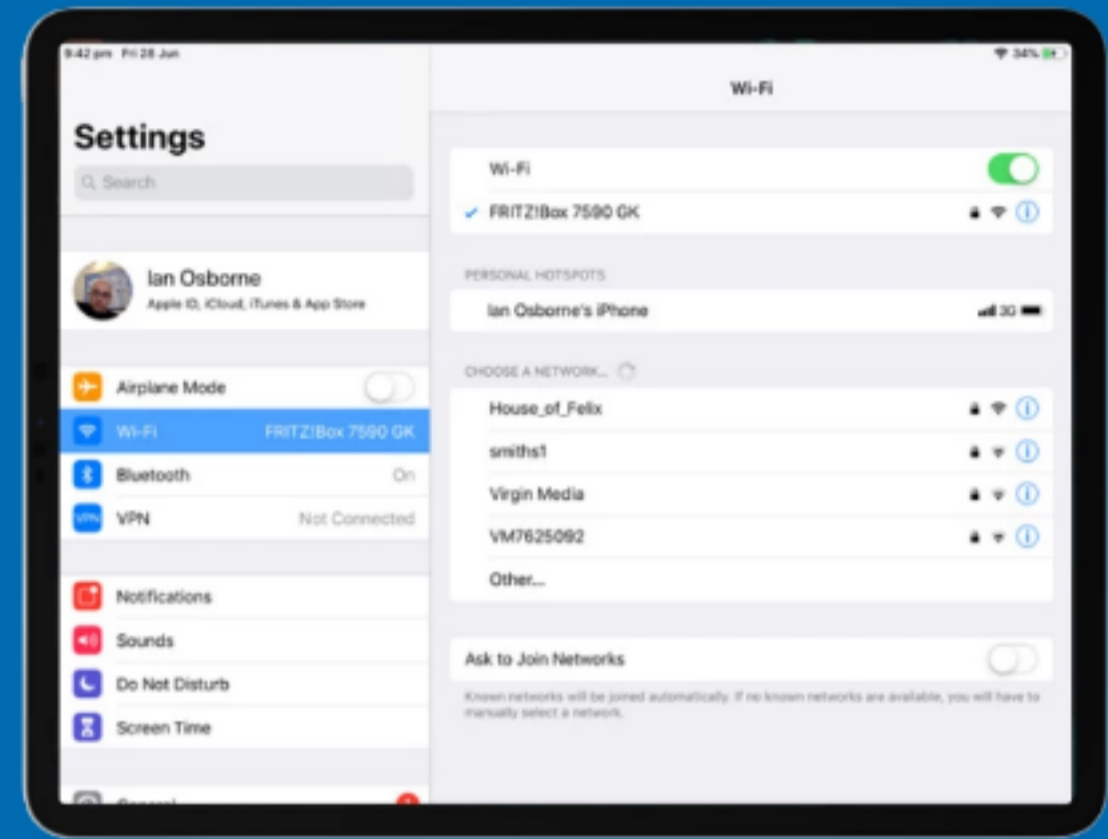 9:42 pm Fri 28 Jun
34%
Settings
Search
Ian Osborne
Apple ID, iCloud, iTunes & App Store
Airplane Mode
Wi-Fi FRITZ!Box 7590 GK
Bluetooth On
VPN VPN Not Connected
Notifications
Sounds
Do Not Disturb
Screen Time
General
Wi-Fi
Wi-Fi
FRITZ!Box 7590 GK
PERSONAL HOTSPOTS
Ian Osborne's iPhone 3G
CHOOSE A NETWORK...
House_of_Felix
smiths1
Virgin Media
VM7625092
Other...
Ask to Join Networks
Known networks will be joined automatically. If no known networks are available, you will have to
manually select a network.